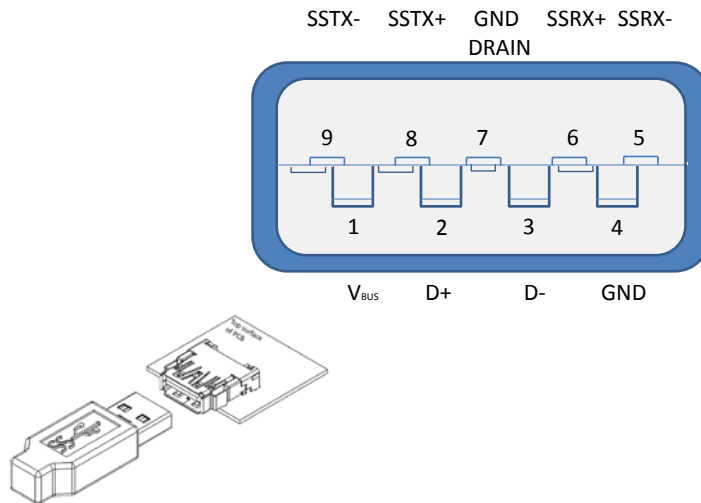 SSTX- SSTX+ GND SSRX+ SSRX-
DRAIN
9 8 7 6 5
1 2 3 4
VBUS D+ D- GND
Top surface
of PCB